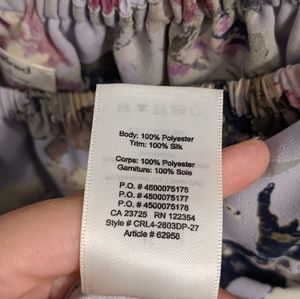 Body: 100% Polyester
Trim: 100% Silk
Corps: 100% Polyester
Garniture: 100% Soie
P.O. # 4500075175
P.O. # 4500075177
P.O. # 4500075178
CA 23725 RN 122354
Style # CRL4-2603DP-27
Article # 62958